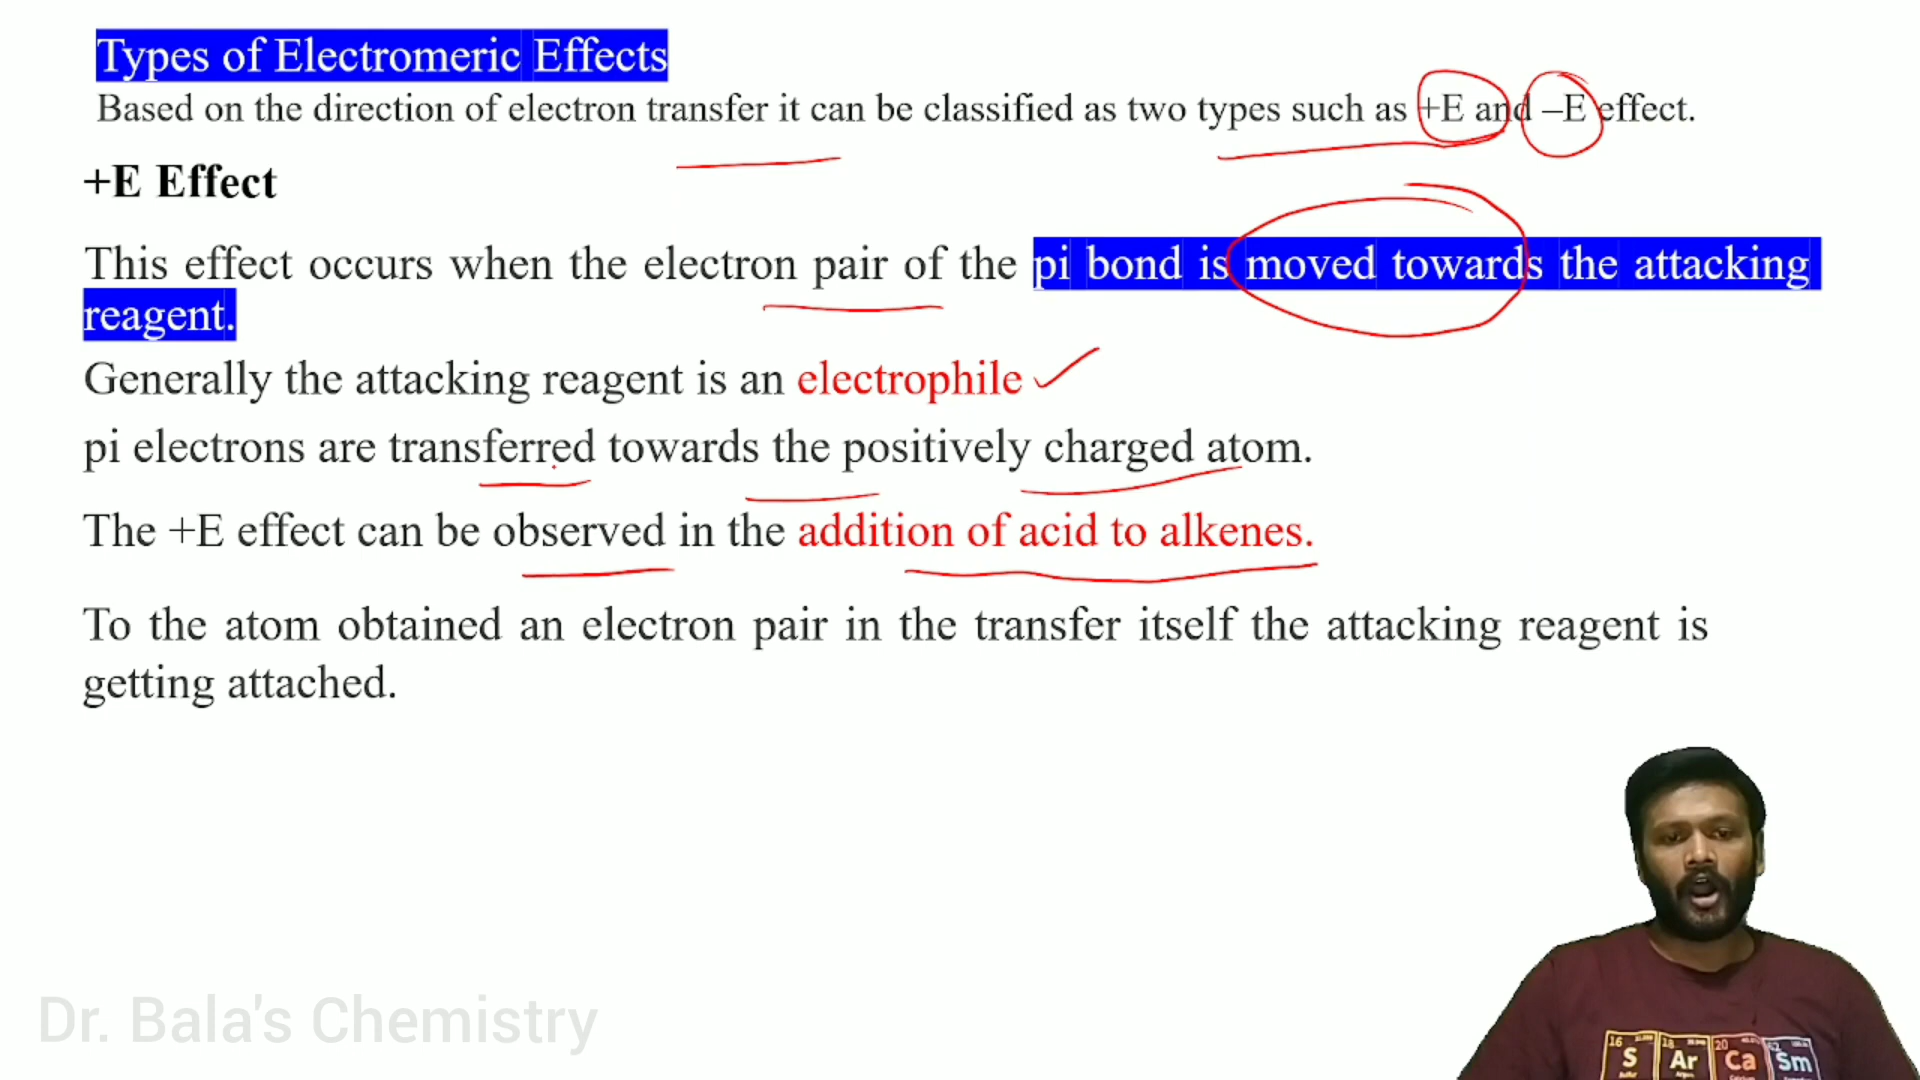 Types of Electromeric Effects
Based on the direction of electron transfer it can be classified as two types such as +E and –E effect.
+E Effect
This effect occurs when the electron pair of the pi bond is moved towards the attacking
reagent.
Generally the attacking reagent is an electrophile
pi electrons are transferred towards the positively charged atom.
The +E effect can be observed in the addition of acid to alkenes.
To the atom obtained an electron pair in the transfer itself the attacking reagent is
getting attached.
Dr. Bala's Chemistry
16 18 20 62
S Ar Ca Sm